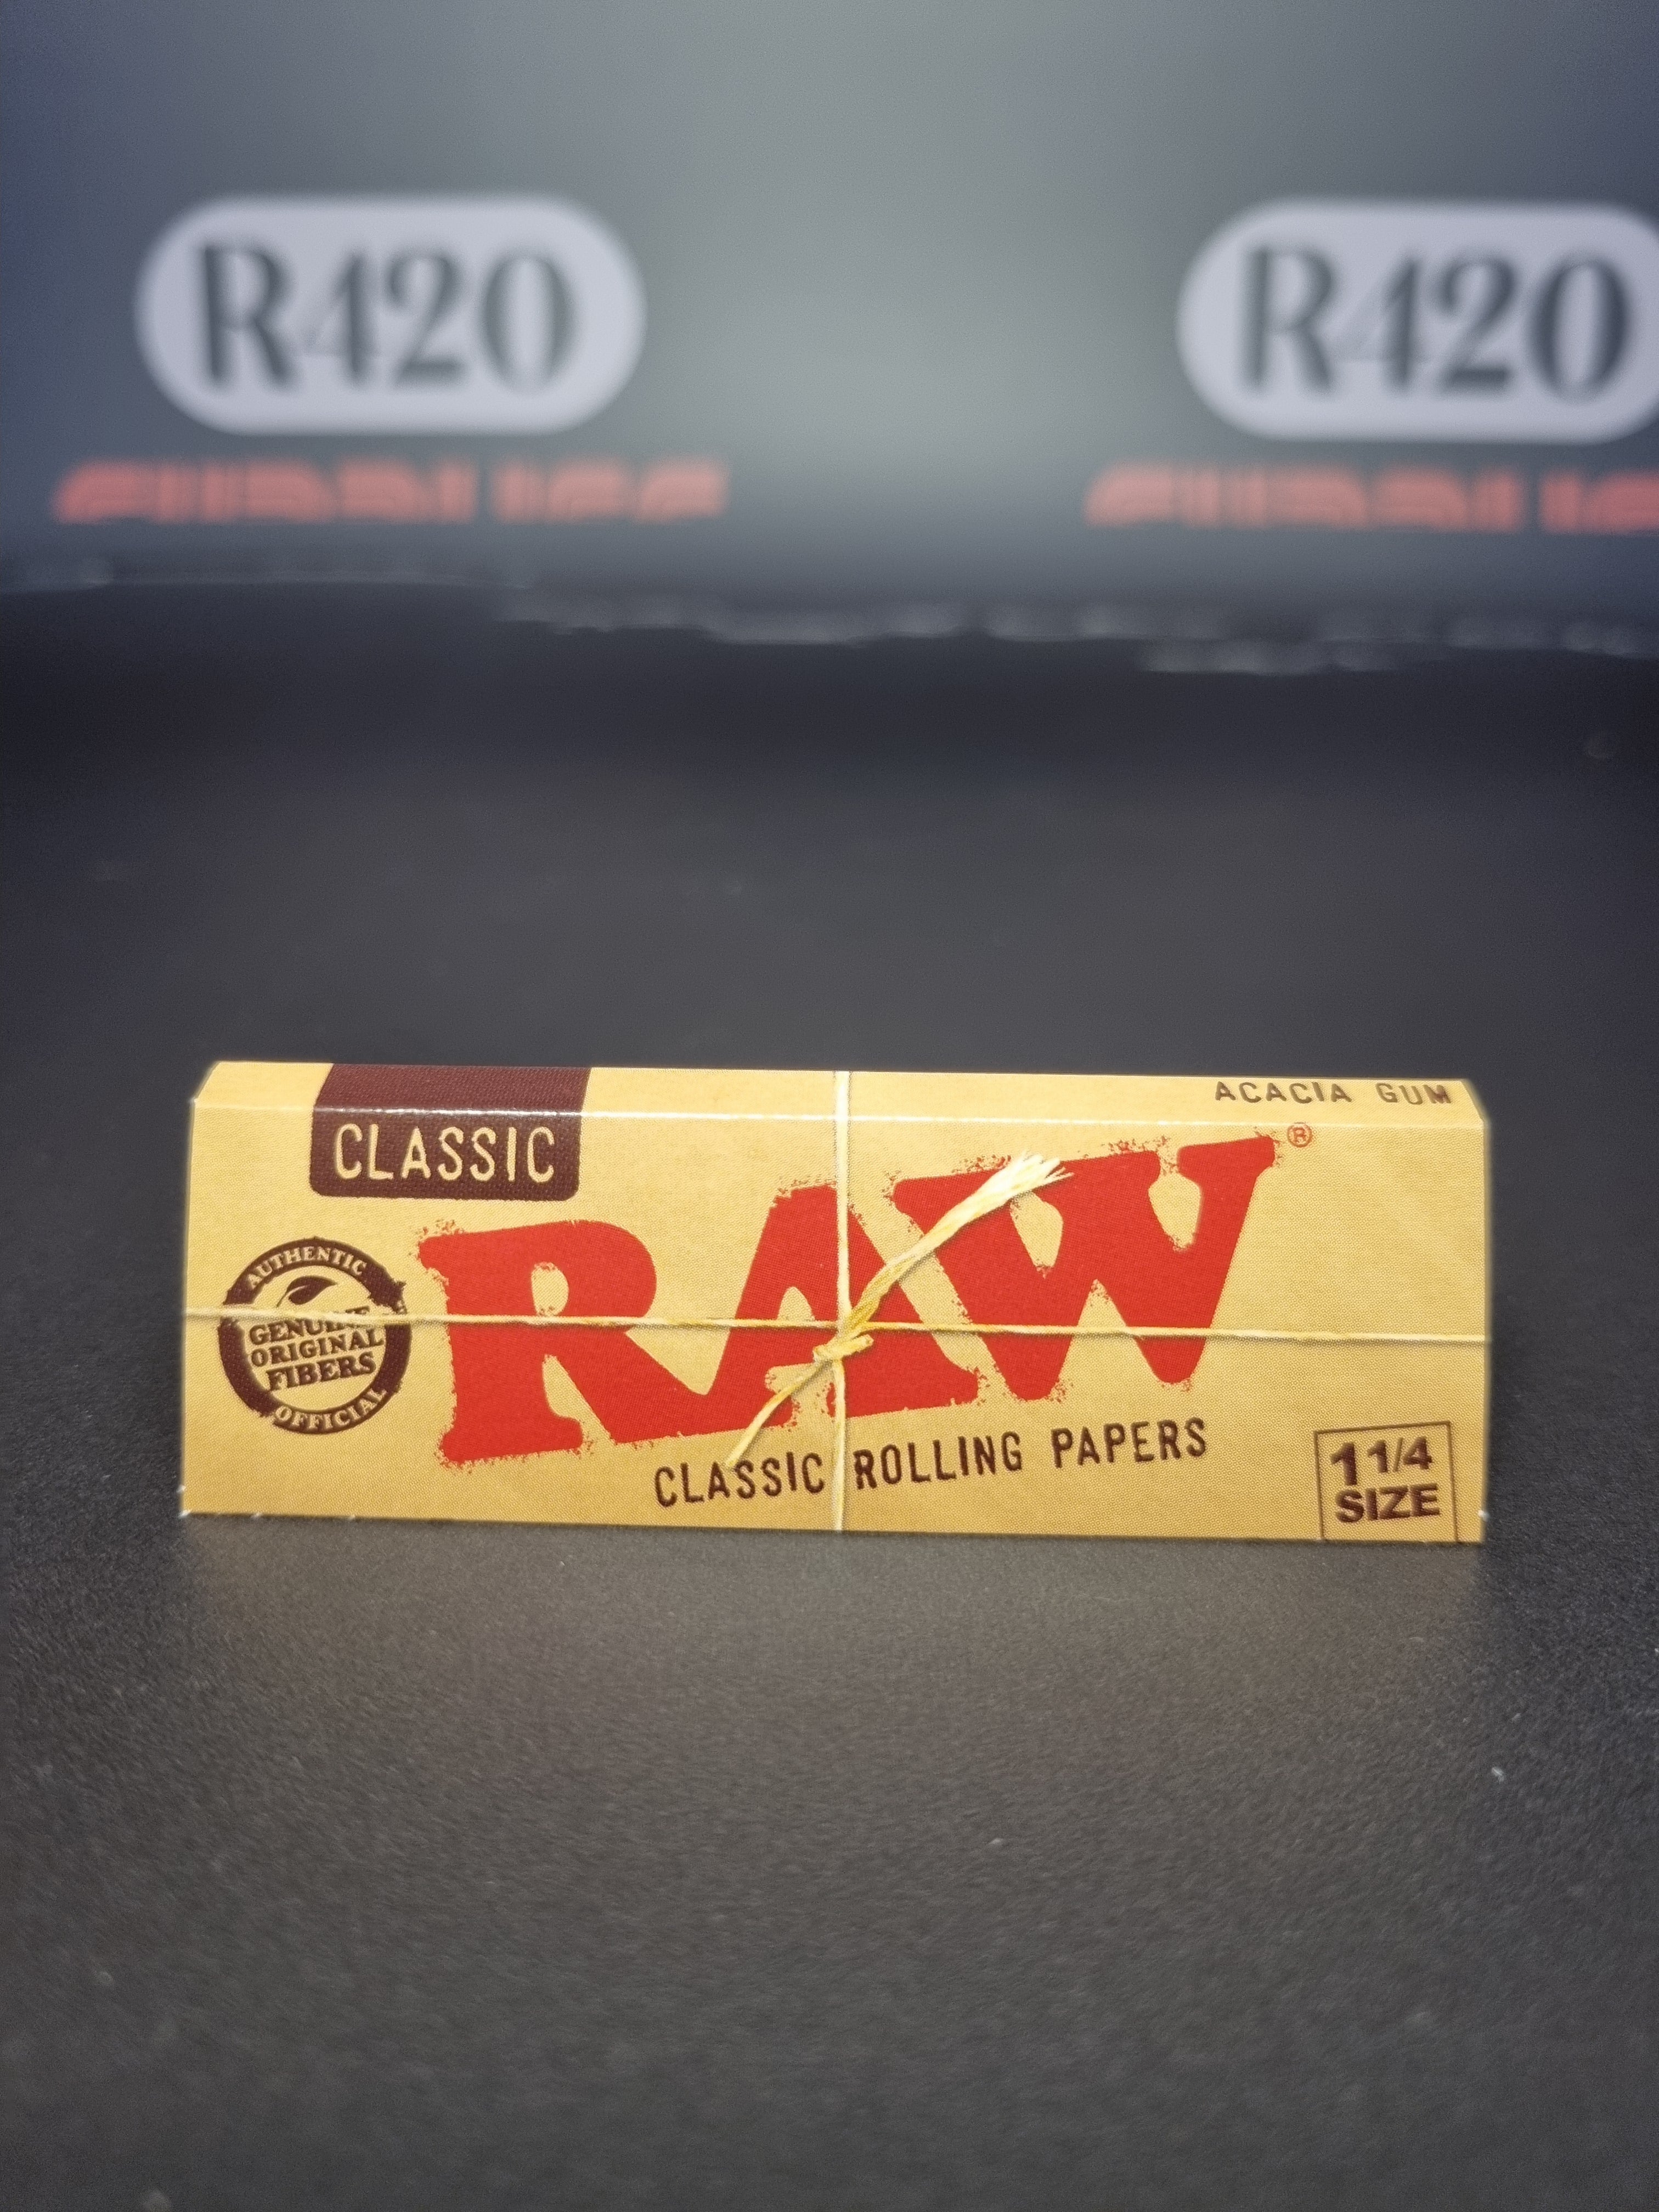 R420
R420
ACACIA GUM
CLASSIC
RAW®
AUTHENTIC
GENUINE
ORIGINAL
FIBERS
OFFICIAL
CLASSIC ROLLING PAPERS
1 1/4
SIZE